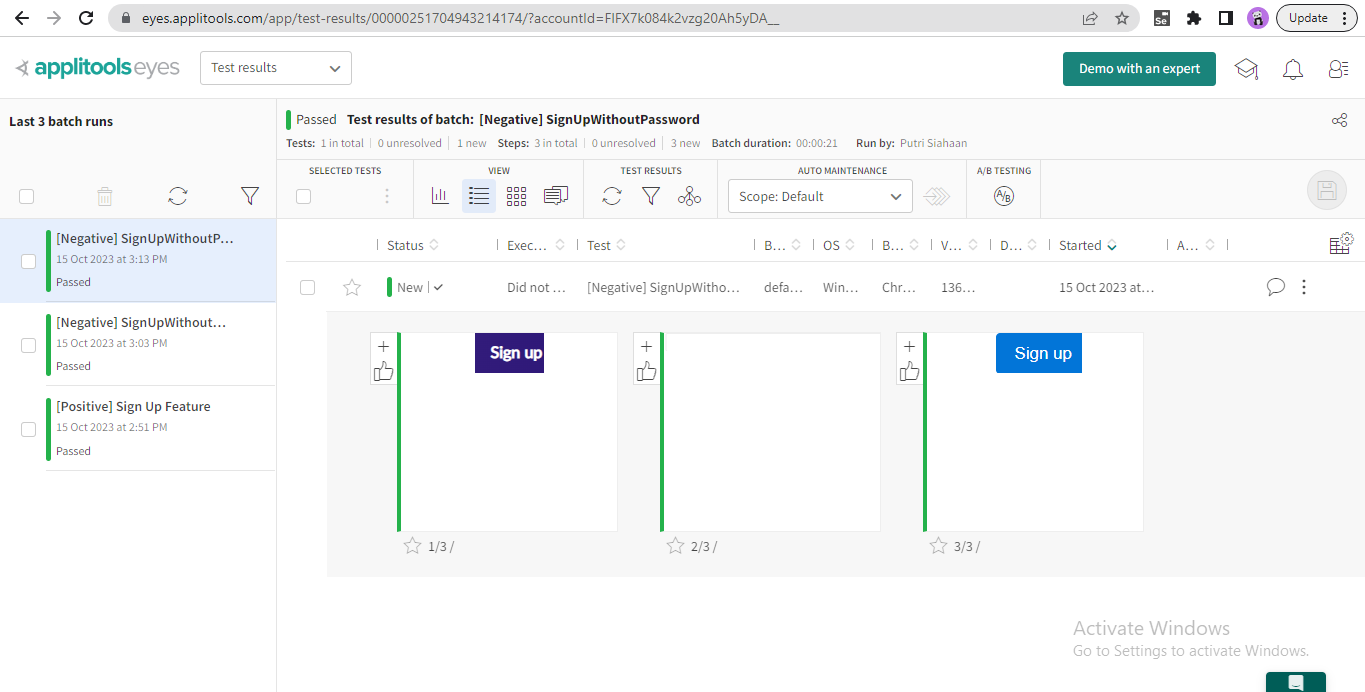 eyes.applitools.com/app/test-results/00000251704943214174/?accountId=FIFX7k084k2vzg20Ah5yDA__
Se
Update
applitools eyes
Test results
Demo with an expert
Last 3 batch runs
Passed Test results of batch: [Negative] SignUpWithoutPassword
Tests: 1 in total | 0 unresolved | 1 new Steps: 3 in total | 0 unresolved | 3 new Batch duration: 00:00:21 Run by: Putri Siahaan
SELECTED TESTS
VIEW
TEST RESULTS
AUTO MAINTENANCE
A/B TESTING
Scope: Default
A/B
[Negative] SignUpWithoutP...
15 Oct 2023 at 3:13 PM
Passed
[Negative] SignUpWithout...
15 Oct 2023 at 3:03 PM
Passed
[Positive] Sign Up Feature
15 Oct 2023 at 2:51 PM
Passed
Status Exec... Test B... OS B... V... D... Started A...
New Did not ... [Negative] SignUpWitho... defa... Win... Chr... 136... 15 Oct 2023 at...
Sign up
Sign up
1/3 /
2/3 /
3/3 /
Activate Windows
Go to Settings to activate Windows.